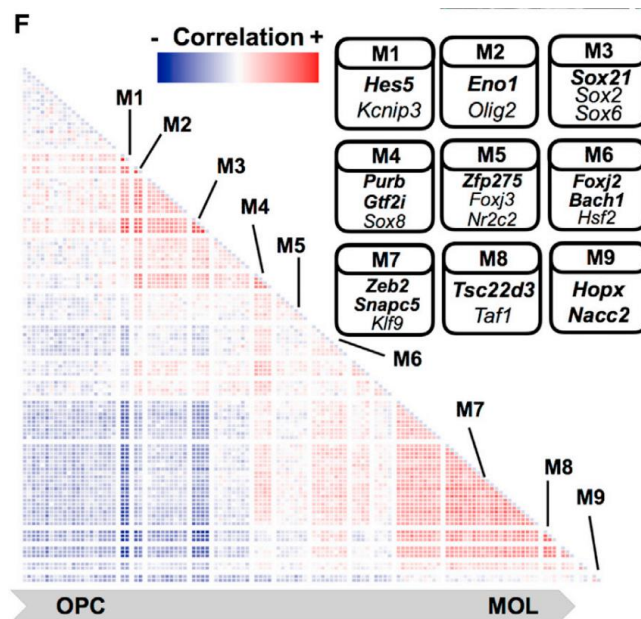 F
- Correlation +
M1
Hes5
Kcnip3
M2
Eno1
Olig2
M3
Sox21
Sox2
Sox6
M4
Purb
Gtf2i
Sox8
M5
Zfp275
Foxj3
Nr2c2
M6
Foxj2
Bach1
Hsf2
M7
Zeb2
Snapc5
Klf9
M8
Tsc22d3
Taf1
M9
Hopx
Nacc2
M1
M2
M3
M4
M5
M6
M7
M8
M9
OPC MOL